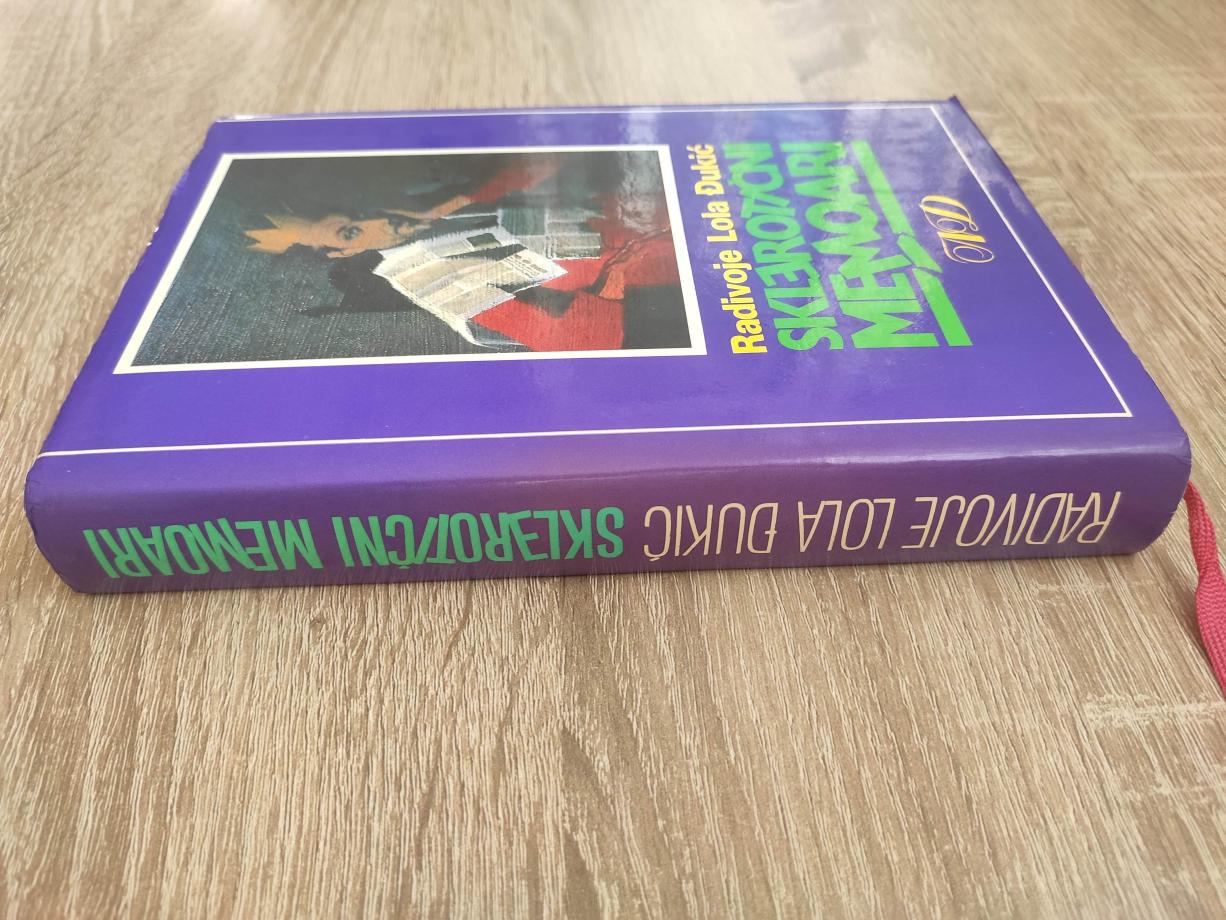 Radivoje Lola Đukić
SKLEROTIČNI
MEMOARI
RADIVOJE LOLA ĐUKIĆ SKLEROTIČNI MEMOARI